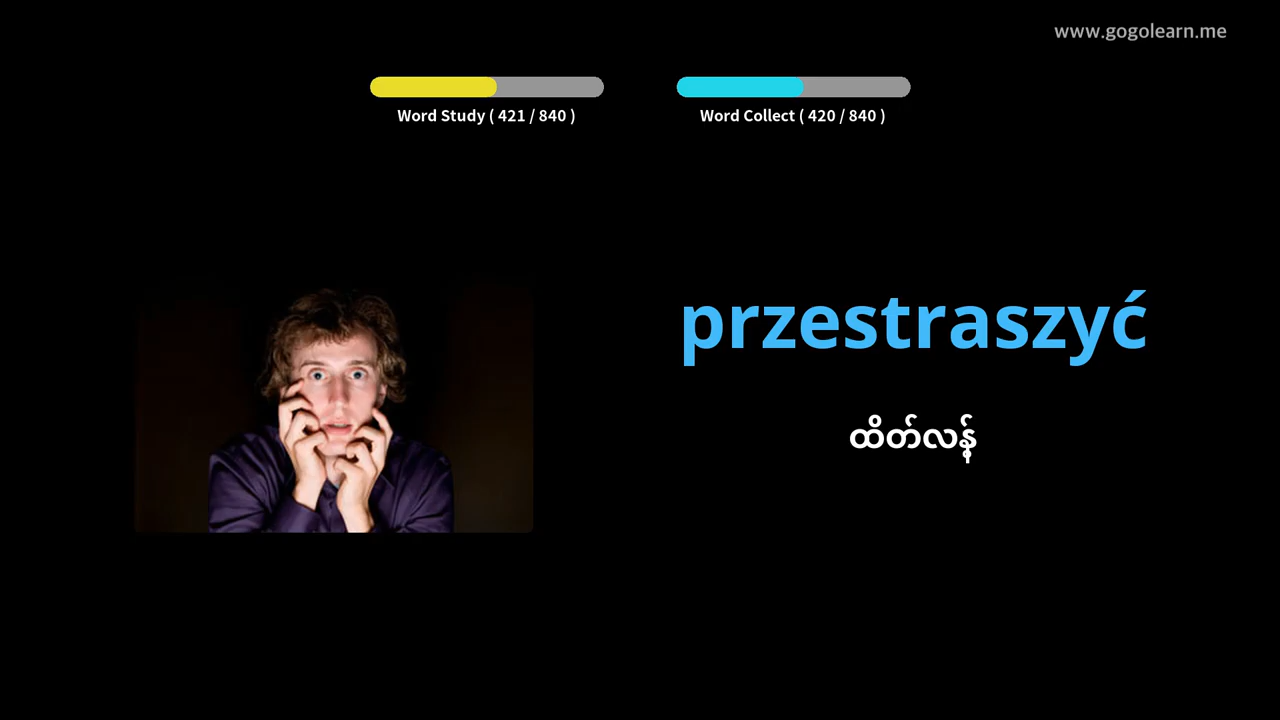 www.gogolearn.me
Word Study ( 421 / 840 )
Word Collect ( 420 / 840 )
przestraszyć
ထိတ်လန့်